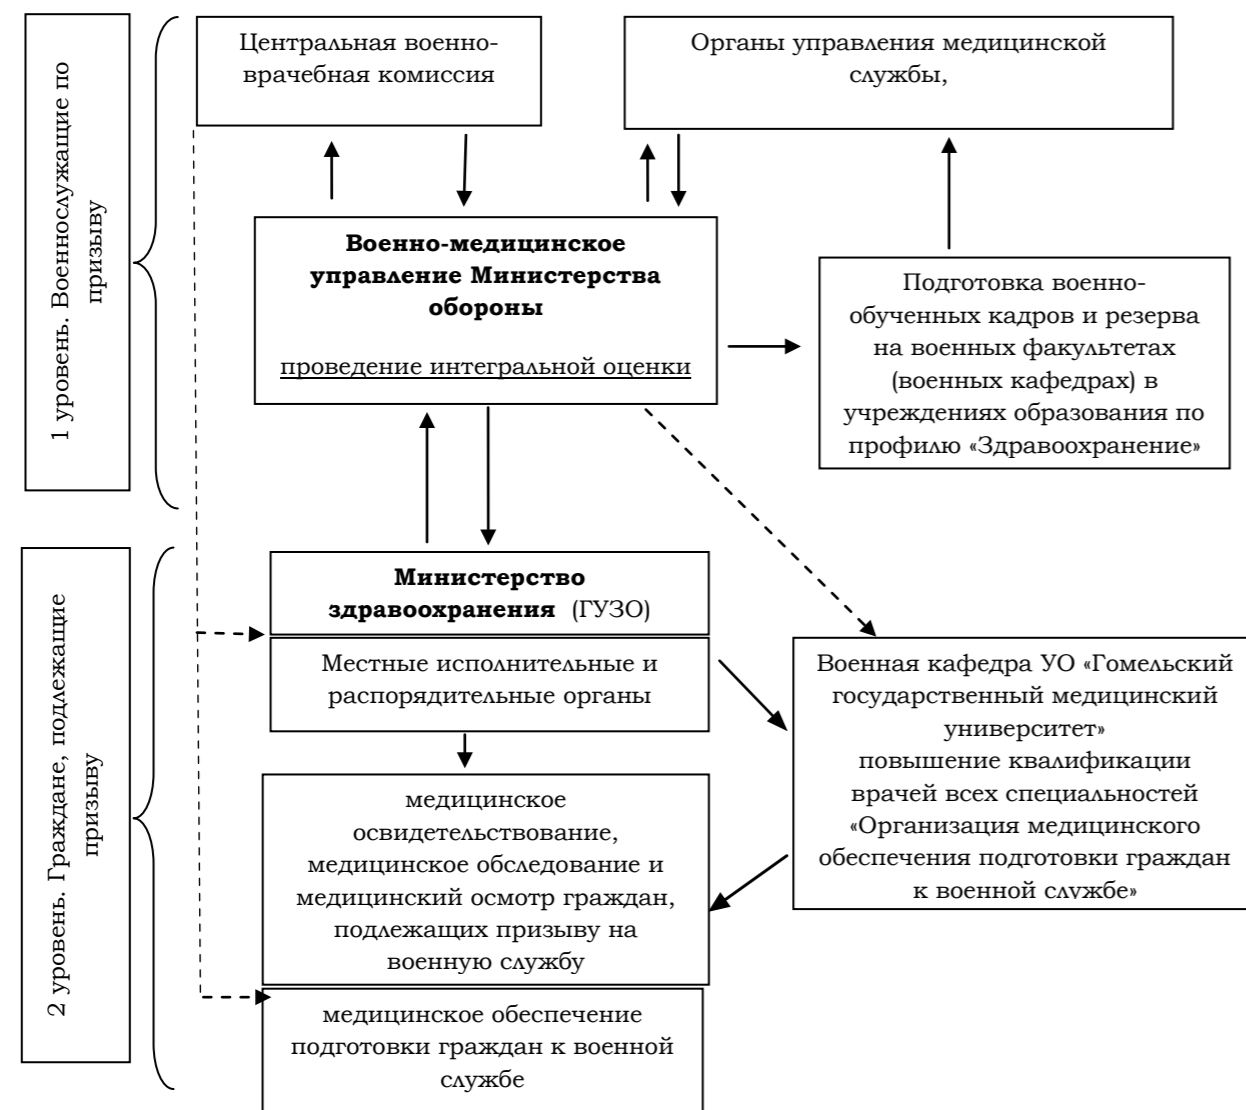 1 уровень. Военнослужащие по
призыву
Центральная военно-
врачебная комиссия
Органы управления медицинской
службы,
Военно-медицинское
управление Министерства
обороны
проведение интегральной оценки
Подготовка военно-
обученных кадров и резерва
на военных факультетах
(военных кафедрах) в
учреждениях образования по
профилю «Здравоохранение»
2 уровень. Граждане, подлежащие
призыву
Министерство
здравоохранения (ГУЗО)
Местные исполнительные и
распорядительные органы
Военная кафедра УО «Гомельский
государственный медицинский
университет»
повышение квалификации
врачей всех специальностей
«Организация медицинского
обеспечения подготовки граждан
к военной службе»
медицинское
освидетельствование,
медицинское обследование и
медицинский осмотр граждан,
подлежащих призыву на
военную службу
медицинское обеспечение
подготовки граждан к военной
службе